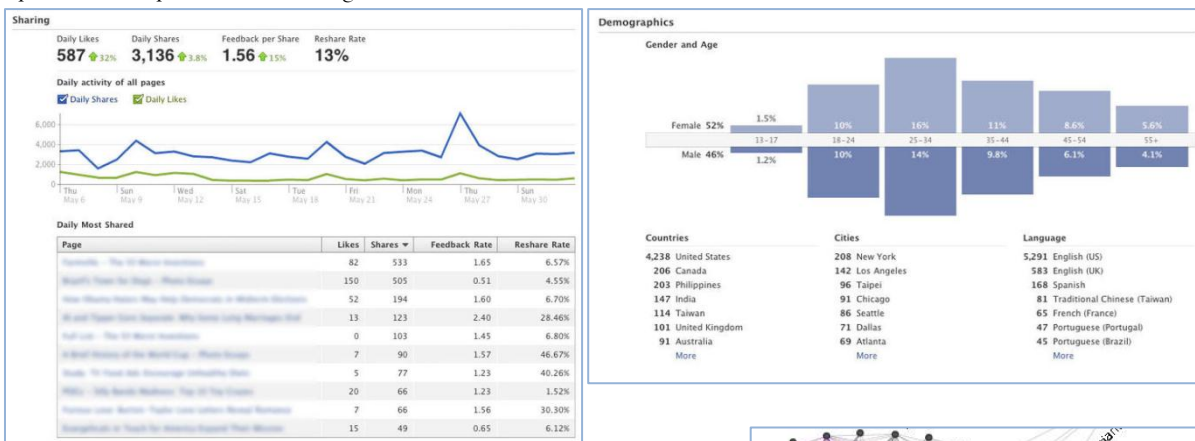 Sharing
Daily Likes Daily Shares Feedback per Share Reshare Rate
587 32% 3,136 3.8% 1.56 15% 13%
Daily activity of all pages
Daily Shares Daily Likes
6,000
4,000
2,000
0
Thu Sun Wed Sat Tue Fri Mon Thu Sun
May 6 May 9 May 12 May 15 May 18 May 21 May 24 May 27 May 30
Daily Most Shared
Page Likes Shares Feedback Rate Reshare Rate
82 533 1.65 6.57%
150 505 0.51 4.55%
52 194 1.60 6.70%
13 123 2.40 28.46%
0 103 1.45 6.80%
7 90 1.57 46.67%
5 77 1.23 40.26%
20 66 1.23 1.52%
7 66 1.56 30.30%
15 49 0.65 6.12%
Demographics
Gender and Age
Female 52% 1.5% 10% 16% 11% 8.6% 5.6%
13-17 18-24 25-34 35-44 45-54 55+
Male 46% 1.2% 10% 14% 9.8% 6.1% 4.1%
Countries
4,238 United States
206 Canada
203 Philippines
147 India
114 Taiwan
101 United Kingdom
91 Australia
More
Cities
208 New York
142 Los Angeles
96 Taipei
91 Chicago
86 Seattle
71 Dallas
69 Atlanta
More
Language
5,291 English (US)
583 English (UK)
168 Spanish
81 Traditional Chinese (Taiwan)
65 French (France)
47 Portuguese (Portugal)
45 Portuguese (Brazil)
More